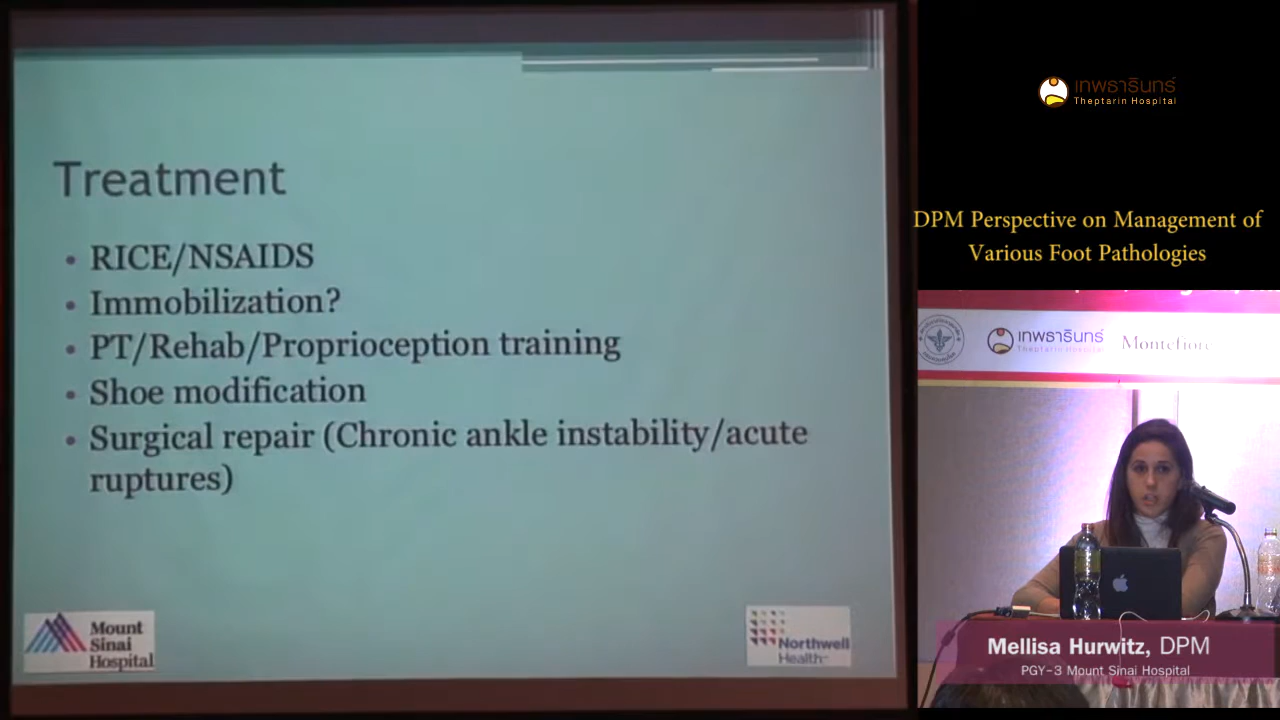 Treatment
• RICE/NSAIDS
• Immobilization?
• PT/Rehab/Proprioception training
• Shoe modification
• Surgical repair (Chronic ankle instability/acute
ruptures)
Mount
Sinai
Hospital
Northwell
Health
เทพธารินทร์
Theptarin Hospital
DPM Perspective on Management of
Various Foot Pathologies
เทพธารินทร์
Theptarin Hospital
Montefiore
Mellisa Hurwitz, DPM
PGY-3 Mount Sinai Hospital